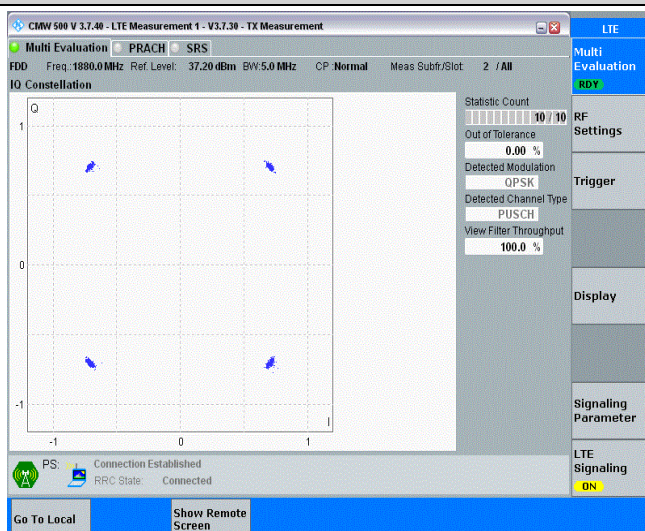 CMW 500 V 3.7.40 - LTE Measurement 1 - V3.7.30 - TX Measurement
LTE
Multi Evaluation PRACH SRS
FDD Freq.:1880.0 MHz Ref. Level: 37.20 dBm BW:5.0 MHz CP :Normal Meas Subfr./Slot: 2 / All
IQ Constellation
Q
1
0
-1
I
-1 0 1
Statistic Count
10 / 10
Out of Tolerance
0.00 %
Detected Modulation
QPSK
Detected Channel Type
PUSCH
View Filter Throughput
100.0 %
Multi
Evaluation
RDY
RF
Settings
Trigger
Display
Signaling
Parameter
LTE
Signaling
ON
PS: Connection Established
RRC State: Connected
Go To Local
Show Remote
Screen